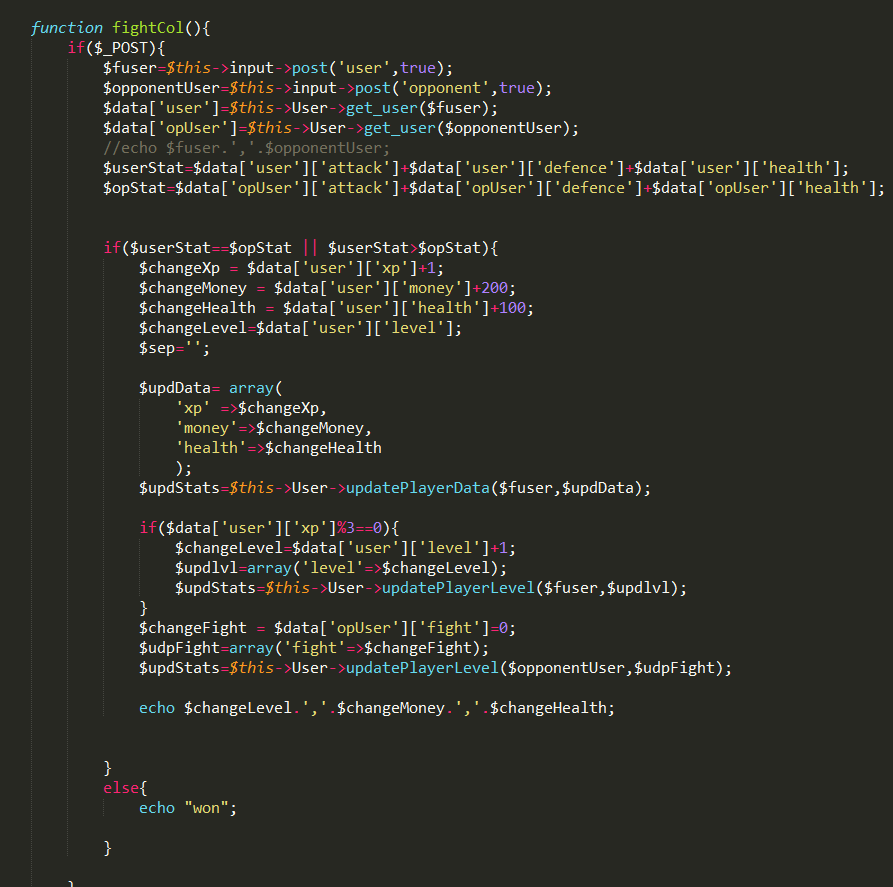 function fightCol(){
if($_POST){
$fuser=$this->input->post('user',true);
$opponentUser=$this->input->post('opponent',true);
$data['user']=$this->User->get_user($fuser);
$data['opUser']=$this->User->get_user($opponentUser);
//echo $fuser.','.$opponentUser;
$userStat=$data['user']['attack']+$data['user']['defence']+$data['user']['health'];
$opStat=$data['opUser']['attack']+$data['opUser']['defence']+$data['opUser']['health'];
if($userStat==$opStat || $userStat>$opStat){
$changeXp = $data['user']['xp']+1;
$changeMoney = $data['user']['money']+200;
$changeHealth = $data['user']['health']+100;
$changeLevel=$data['user']['level'];
$sep='';
$updData= array(
'xp' =>$changeXp,
'money'=>$changeMoney,
'health'=>$changeHealth
);
$updStats=$this->User->updatePlayerData($fuser,$updData);
if($data['user']['xp']%3==0){
$changeLevel=$data['user']['level']+1;
$updlvl=array('level'=>$changeLevel);
$updStats=$this->User->updatePlayerLevel($fuser,$updlvl);
}
$changeFight = $data['opUser']['fight']=0;
$udpFight=array('fight'=>$changeFight);
$updStats=$this->User->updatePlayerLevel($opponentUser,$udpFight);
echo $changeLevel.','.$changeMoney.','.$changeHealth;
}
else{
echo "won";
}
}